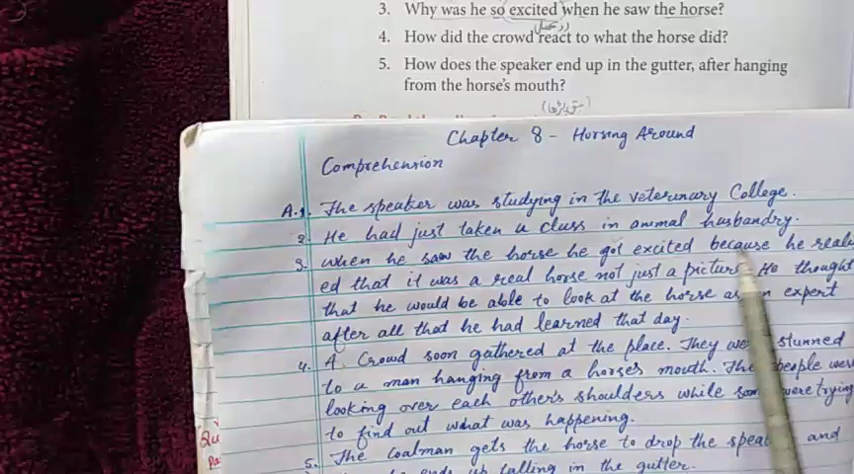 3. Why was he so excited when he saw the horse?
4. How did the crowd react to what the horse did?
5. How does the speaker end up in the gutter, after hanging
from the horse's mouth?
Chapter 8 - Horsing Around
Comprehension
A.1. The speaker was studying in the veterinary College.
2. He had just taken a class in animal husbandry.
3. When he saw the horse he got excited because he reali
ed that it was a real horse not just a picture He thought
that he would be able to look at the horse as an expert
after all that he had learned that day.
4. A Crowd soon gathered at the place. They we stunned
to a man hanging from a horse's mouth. The people were
looking over each other's shoulders while som were trying
to find out what was happening.
5. The Coalman gets the horse to drop the spea and
ends up falling in the gutter.